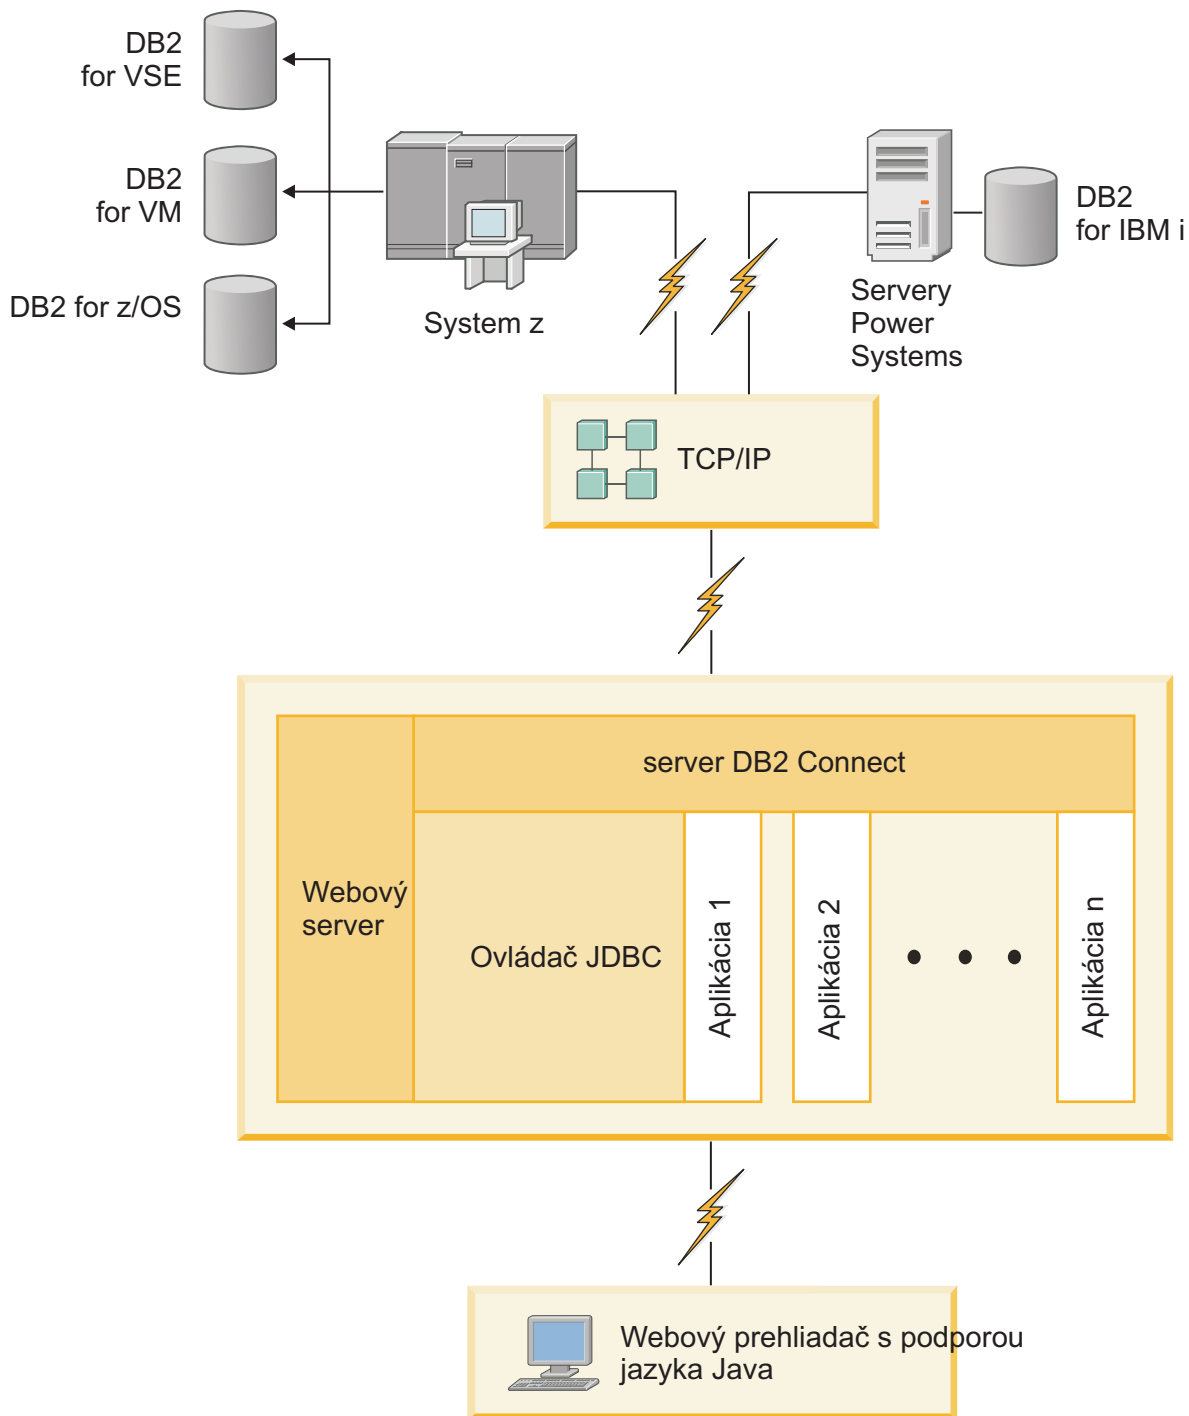 DB2
for VSE
DB2
for VM
DB2 for z/OS
System z
Servery
Power
Systems
DB2
for IBM i
TCP/IP
server DB2 Connect
Webový
server
Ovládač JDBC
Aplikácia 1
Aplikácia 2
Aplikácia n
Webový prehliadač s podporou
jazyka Java